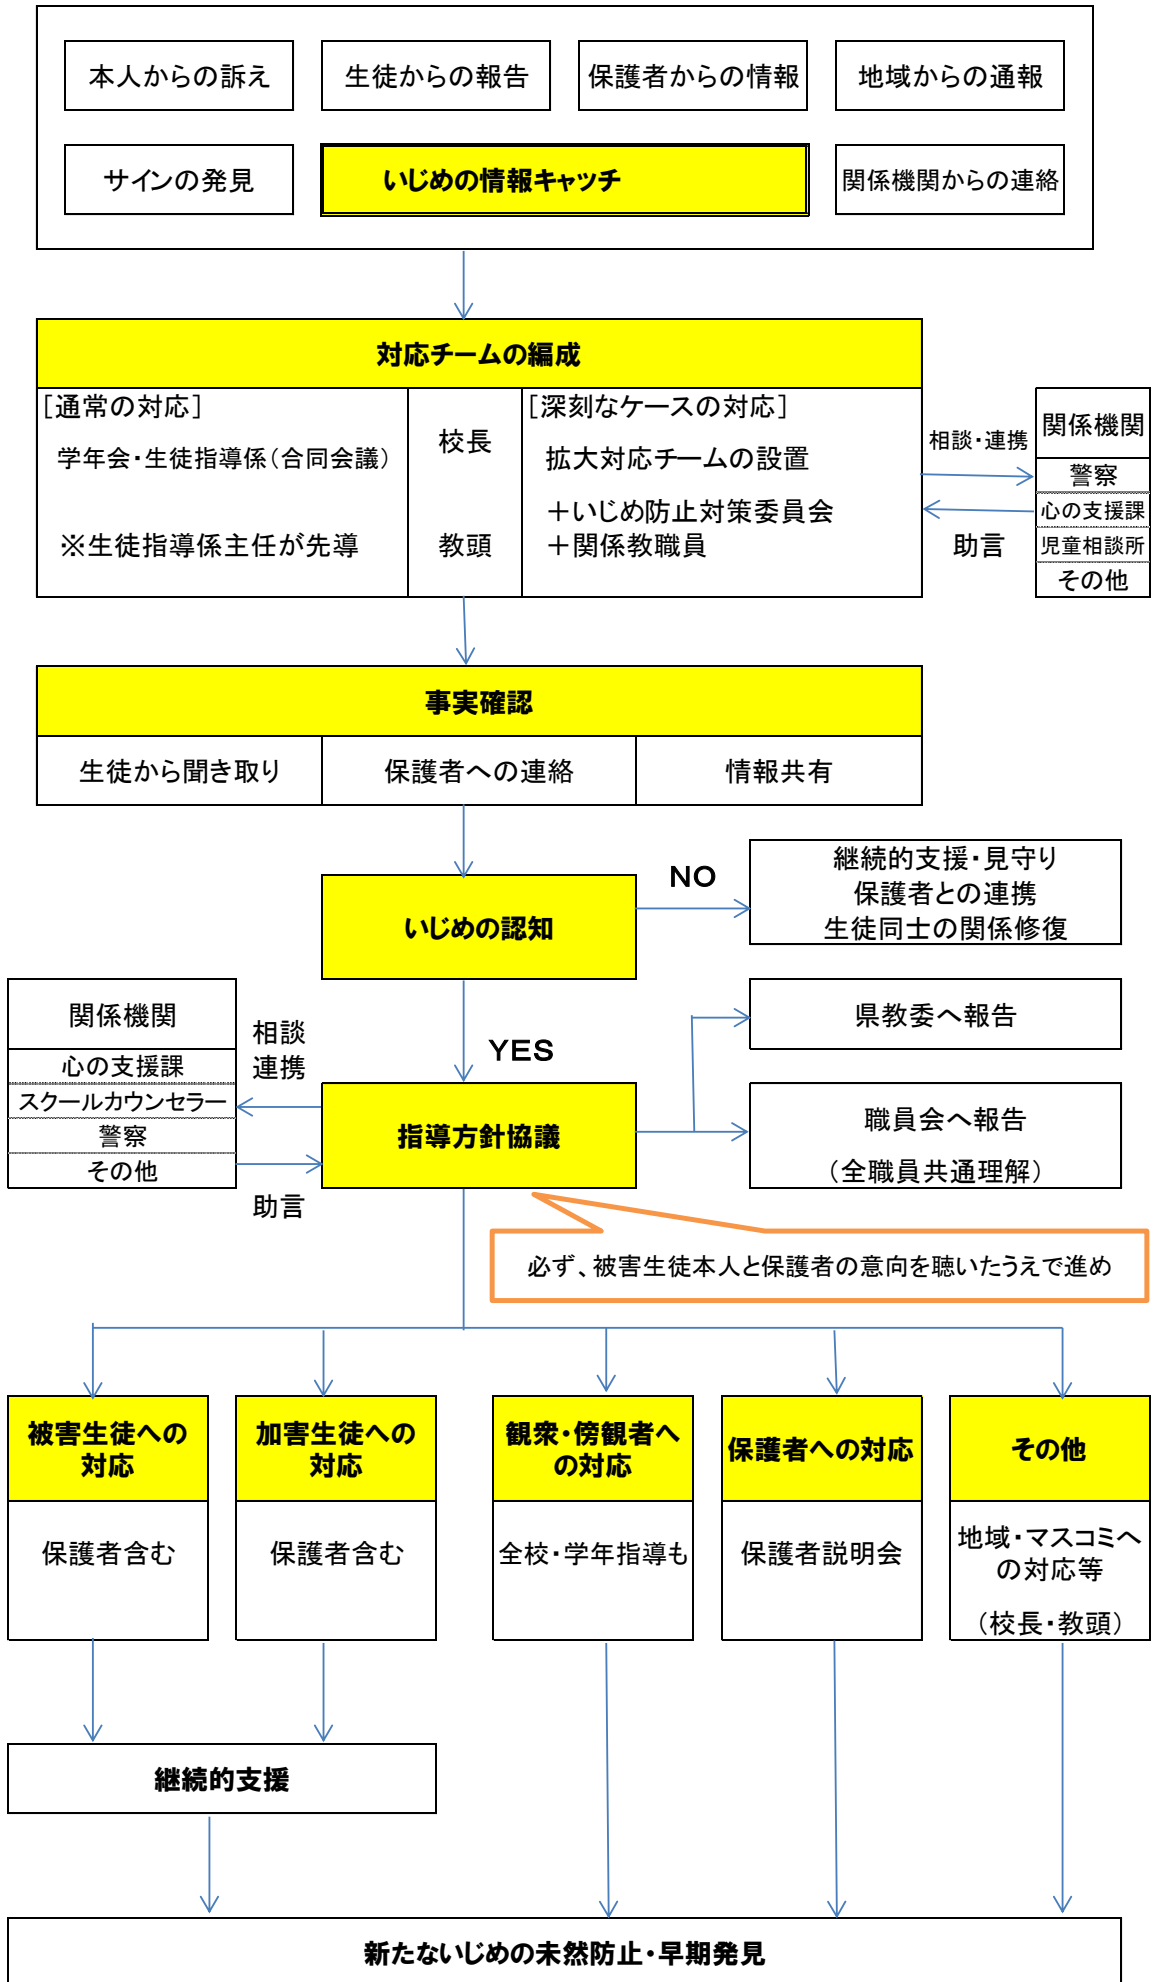 本人からの訴え
生徒からの報告
保護者からの情報
地域からの通報
サインの発見
いじめの情報キャッチ
関係機関からの連絡
対応チームの編成
［通常の対応］
学年会・生徒指導係（合同会議）
※生徒指導係主任が先導
校長
教頭
［深刻なケースの対応］
拡大対応チームの設置
＋いじめ防止対策委員会
＋関係教職員
相談・連携
助言
関係機関
警察
心の支援課
児童相談所
その他
事実確認
生徒から聞き取り
保護者への連絡
情報共有
いじめの認知
NO
継続的支援・見守り
保護者との連携
生徒同士の関係修復
YES
関係機関
心の支援課
スクールカウンセラー
警察
その他
相談
連携
助言
指導方針協議
県教委へ報告
職員会へ報告
（全職員共通理解）
必ず、被害生徒本人と保護者の意向を聴いたうえで進め
被害生徒への
対応
保護者含む
加害生徒への
対応
保護者含む
観衆・傍観者へ
の対応
全校・学年指導も
保護者への対応
保護者説明会
その他
地域・マスコミへ
の対応等
（校長・教頭）
継続的支援
新たないじめの未然防止・早期発見